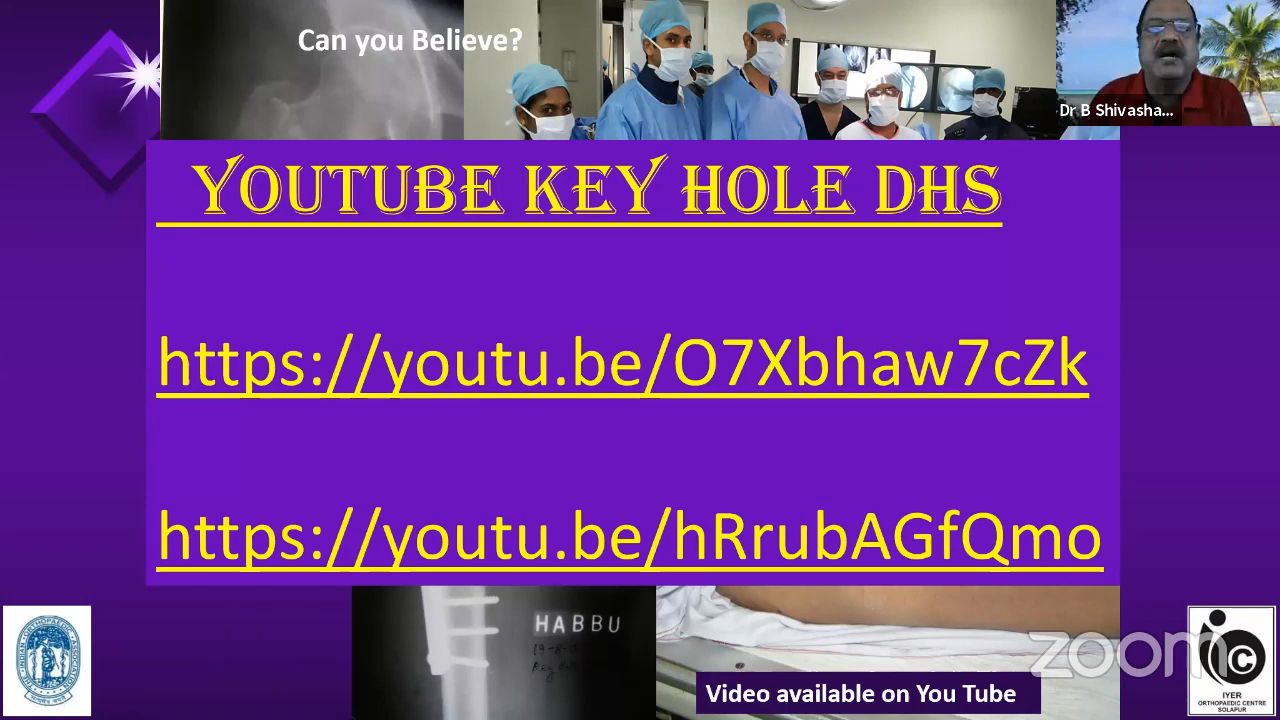 Can you Believe?
Dr B Shivasha...
YOUTUBE KEY HOLE DHS
https://youtu.be/O7Xbhaw7cZk
https://youtu.be/hRrubAGfQmo
HABBU
Video available on You Tube
zoom
IYER
ORTHOPAEDIC CENTRE
SOLAPUR